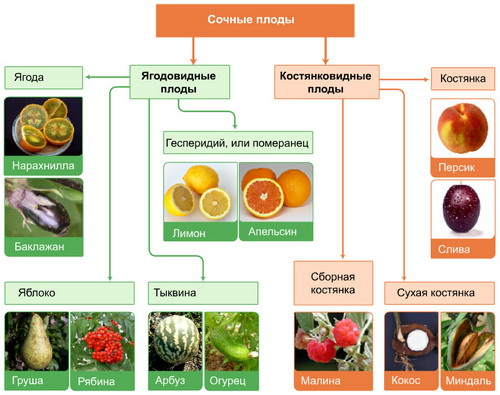 Сочные плоды
Ягода
Ягодовидные
плоды
Костянковидные
плоды
Костянка
Нарахнилла
Баклажан
Гесперидий, или померанец
Лимон
Апельсин
Персик
Слива
Яблоко
Тыквина
Сборная
костянка
Сухая костянка
Груша
Рябина
Арбуз
Огурец
Малина
Кокос
Миндаль